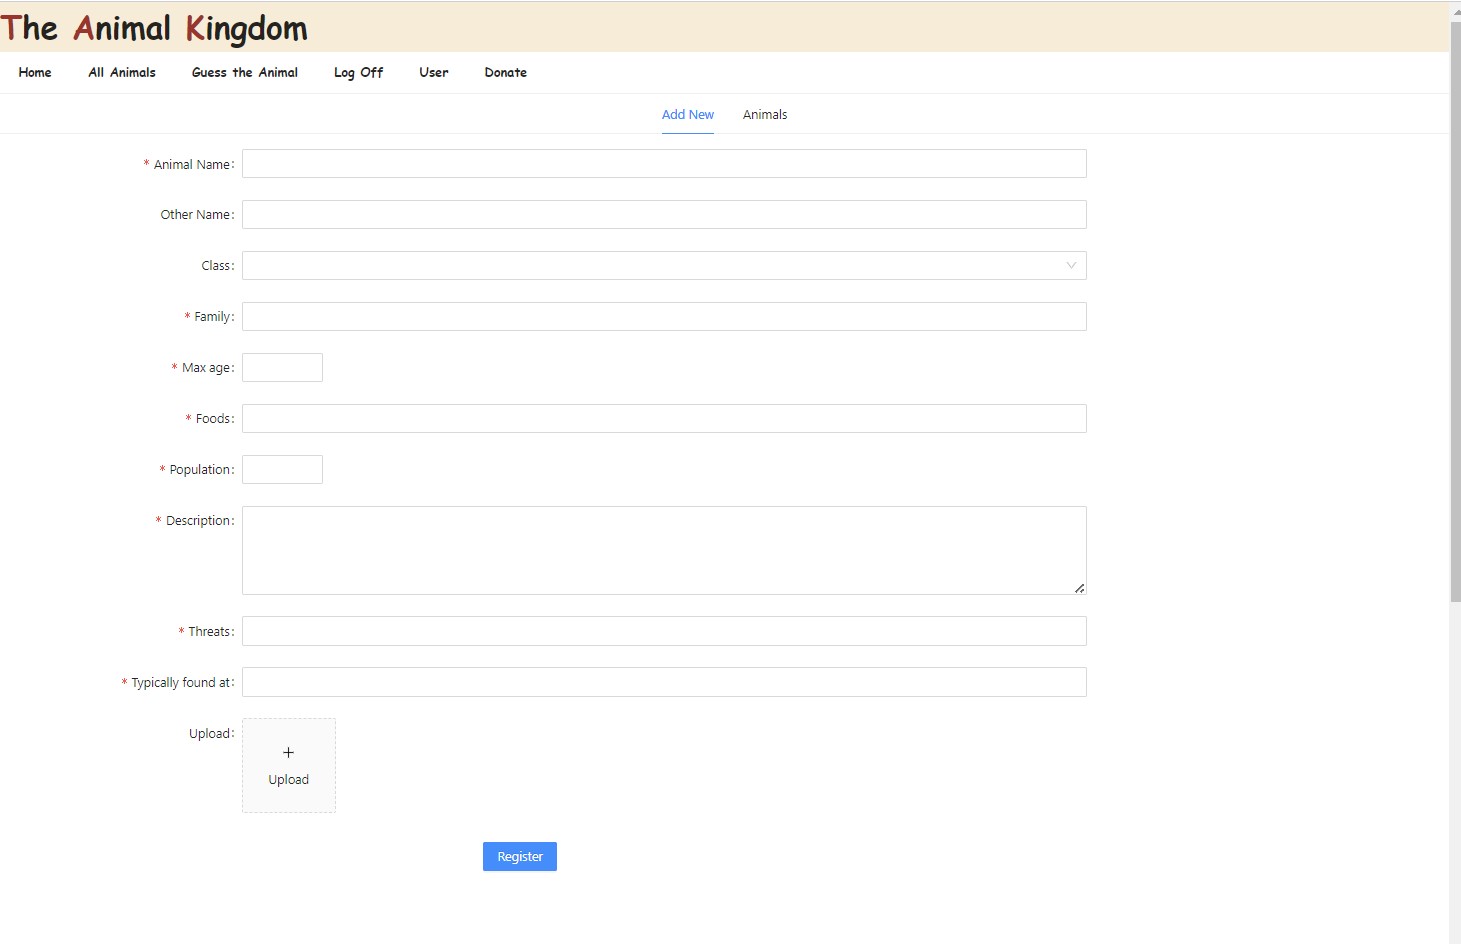 The Animal Kingdom
Home All Animals Guess the Animal Log Off User Donate
Add New Animals
* Animal Name:
Other Name:
Class:
* Family:
* Max age:
* Foods:
* Population:
* Description:
* Threats:
* Typically found at:
Upload:
+
Upload
Register